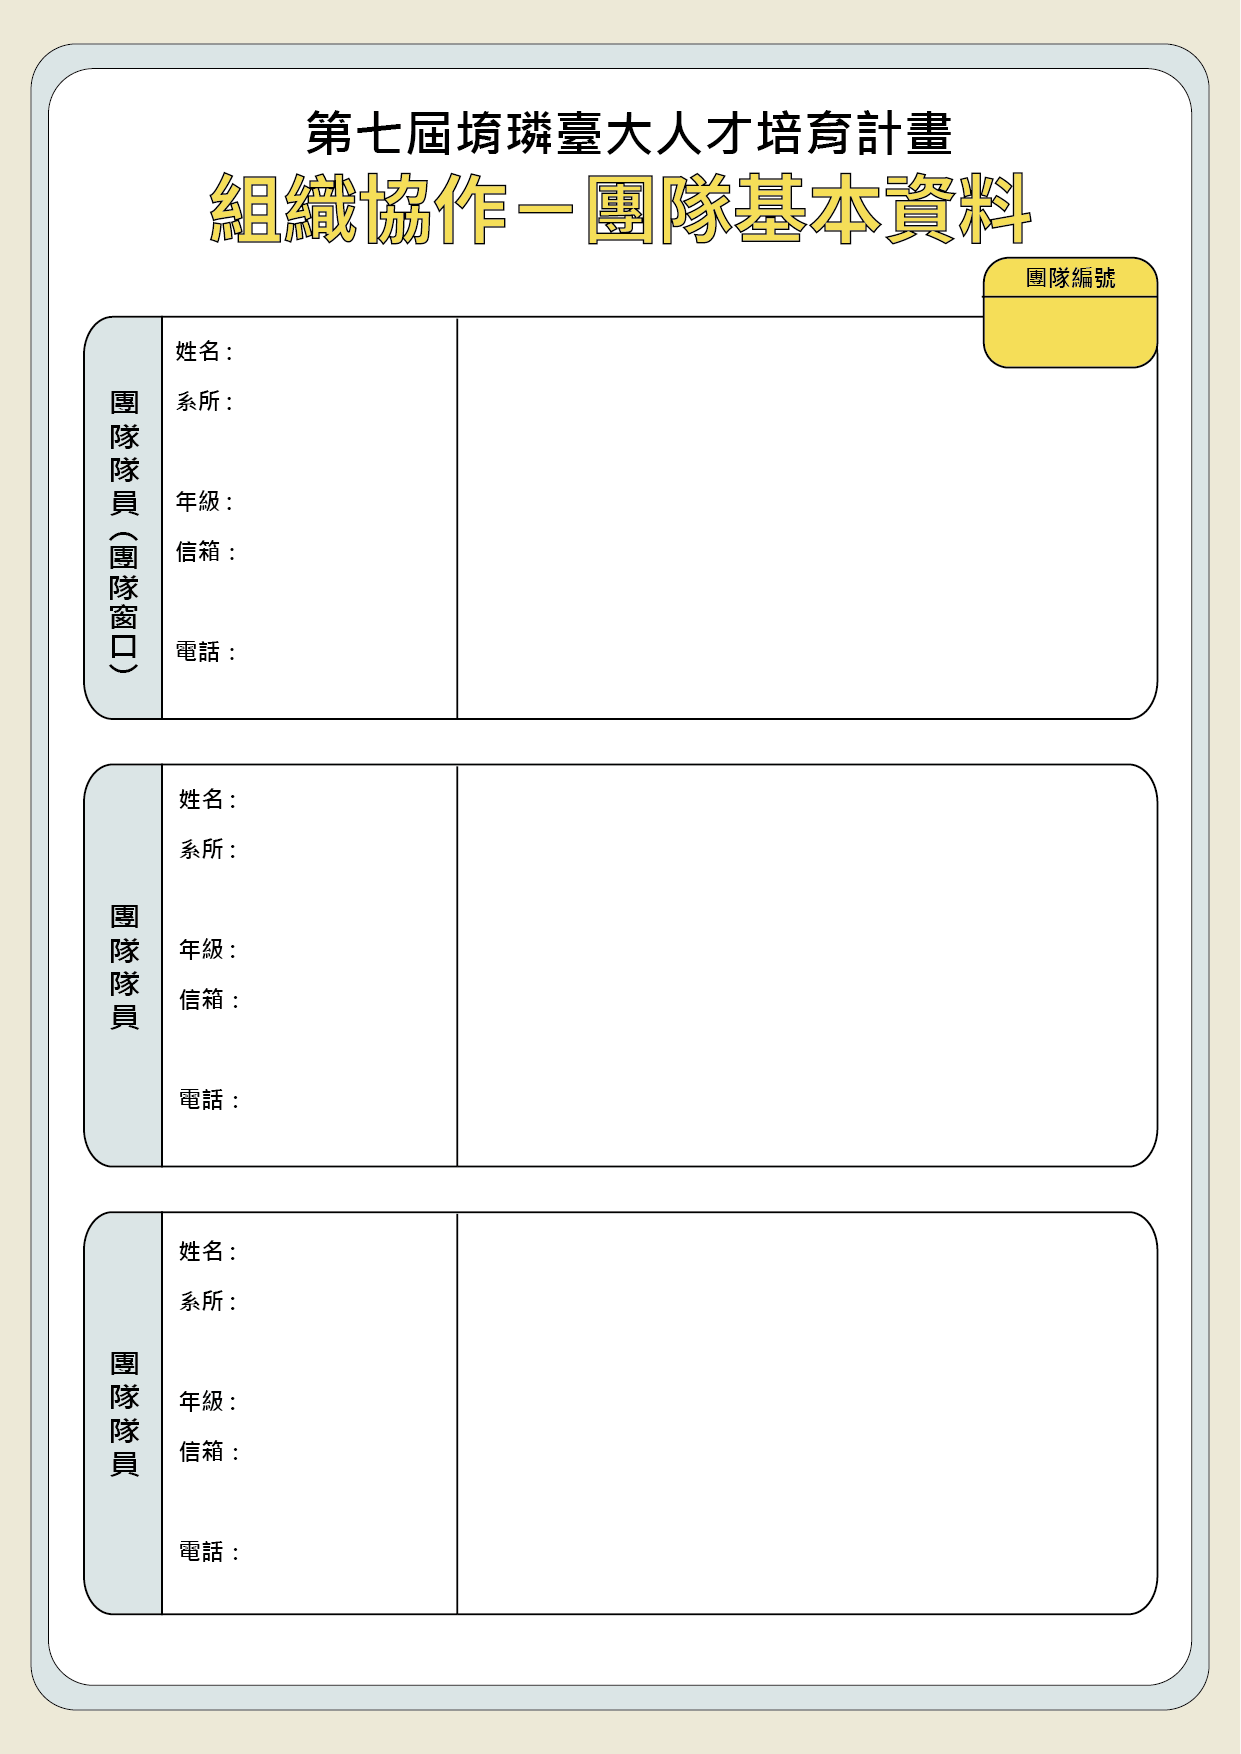 第七屆堉璘臺大人才培育計畫
組織協作－團隊基本資料
團隊編號
團隊隊員（團隊窗口）
姓名：
系所：
年級：
信箱：
電話：
團隊隊員
姓名：
系所：
年級：
信箱：
電話：
團隊隊員
姓名：
系所：
年級：
信箱：
電話：